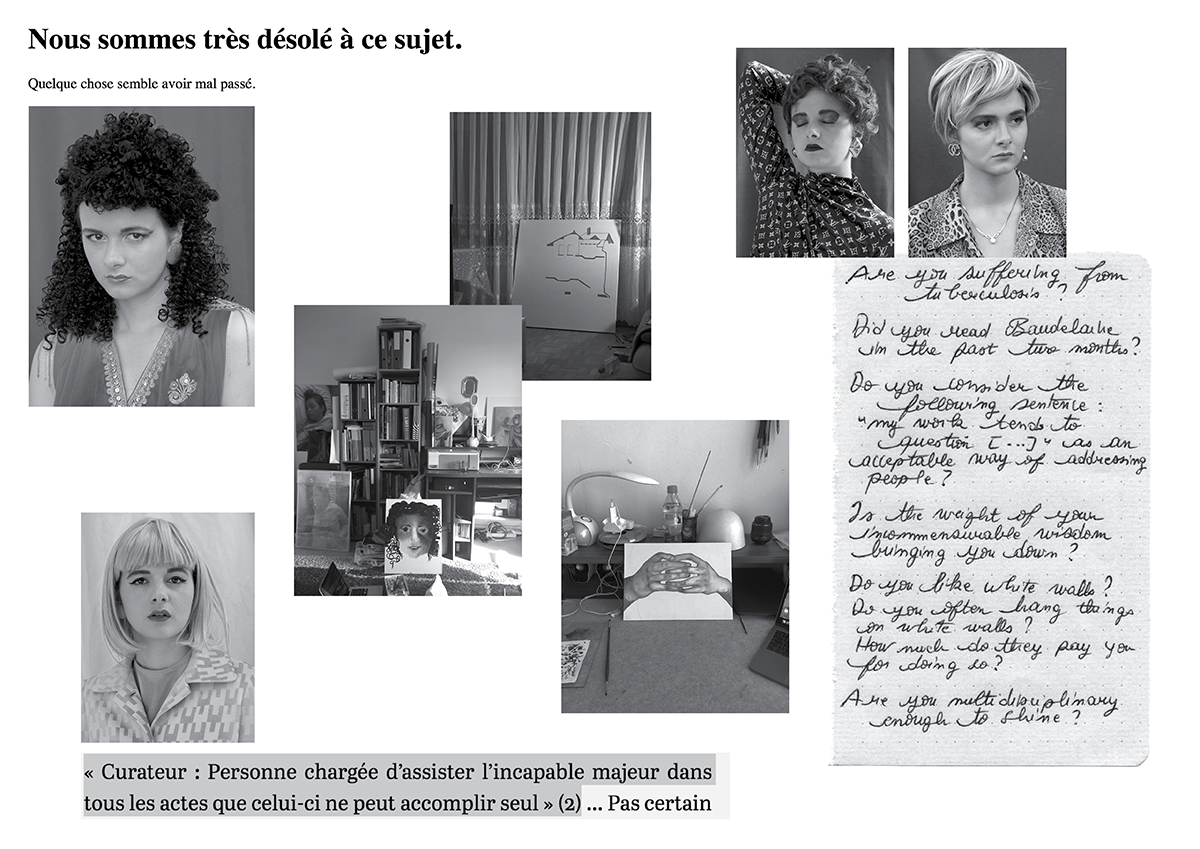 Nous sommes très désolé à ce sujet.
Quelque chose semble avoir mal passé.
Are you suffering from
tuberculosis ?
Did you read Baudelaire
in the past two months?
Do you consider the
following sentence :
"my work tends to
question [...]" as an
acceptable way of addressing
people ?
Is the weight of your
incommensurable wisdom
bringing you down ?
Do you like white walls ?
Do you often hang things
on white walls ?
How much do they pay you
for doing so ?
Are you multidisciplinary
enough to shine ?
« Curateur : Personne chargée d'assister l'incapable majeur dans
tous les actes que celui-ci ne peut accomplir seul » (2) ... Pas certain